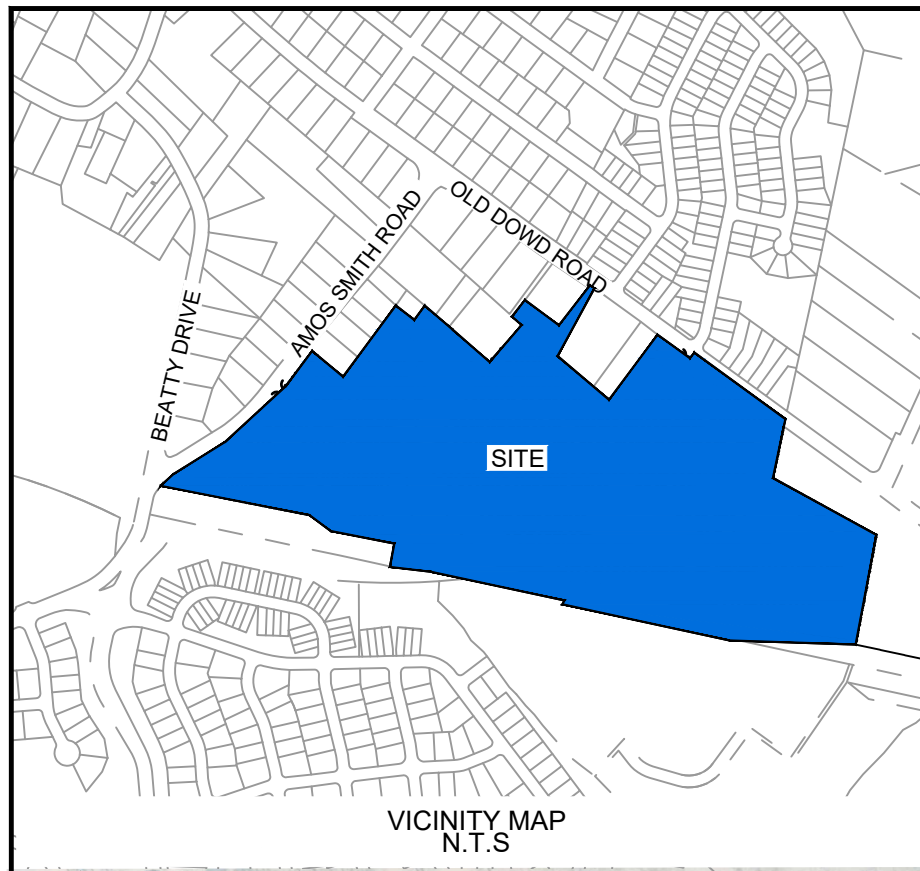 OLD DOWD ROAD
AMOS SMITH ROAD
BEATTY DRIVE
SITE
VICINITY MAP
N.T.S